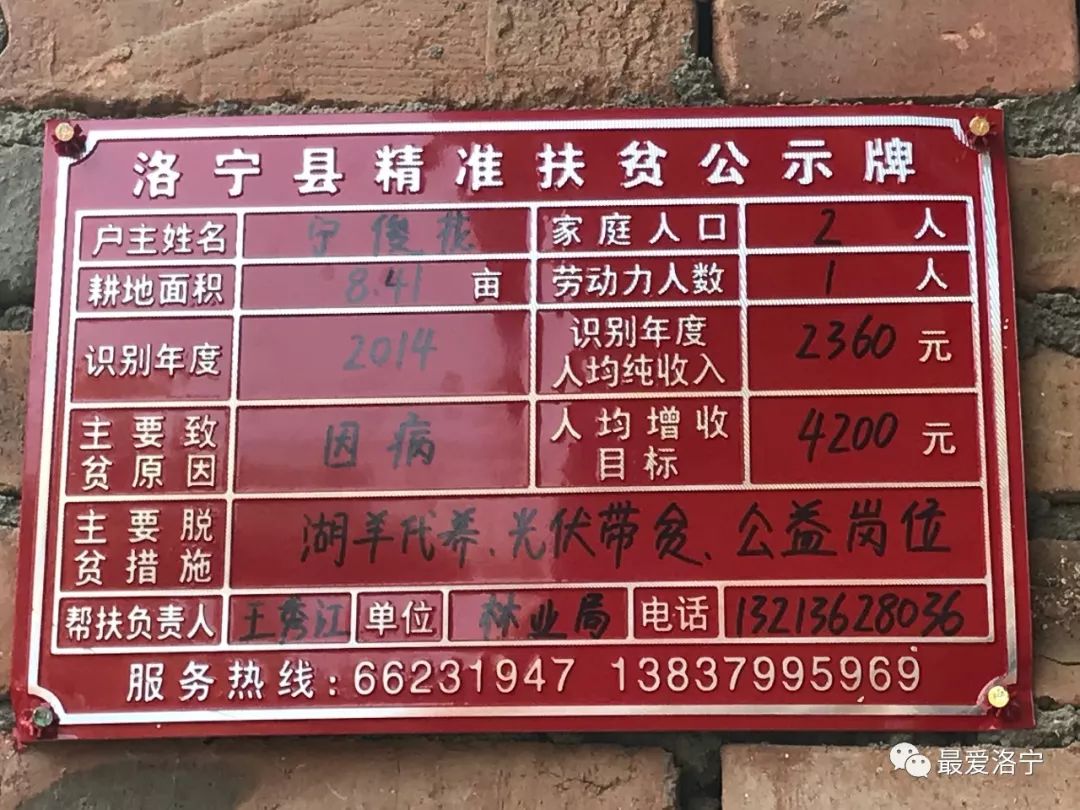 洛宁县精准扶贫公示牌
户主姓名 宁俊花 家庭人口 2 人
耕地面积 8.41 亩 劳动力人数 1 人
识别年度 2014 识别年度人均纯收入 2360 元
主要致贫原因 因病 人均增收目标 4200 元
主要脱贫措施 湖羊代养、光伏带贫、公益岗位
帮扶负责人 王秀江 单位 林业局 电话 13213628036
服务热线:66231947 13837995969
最爱洛宁